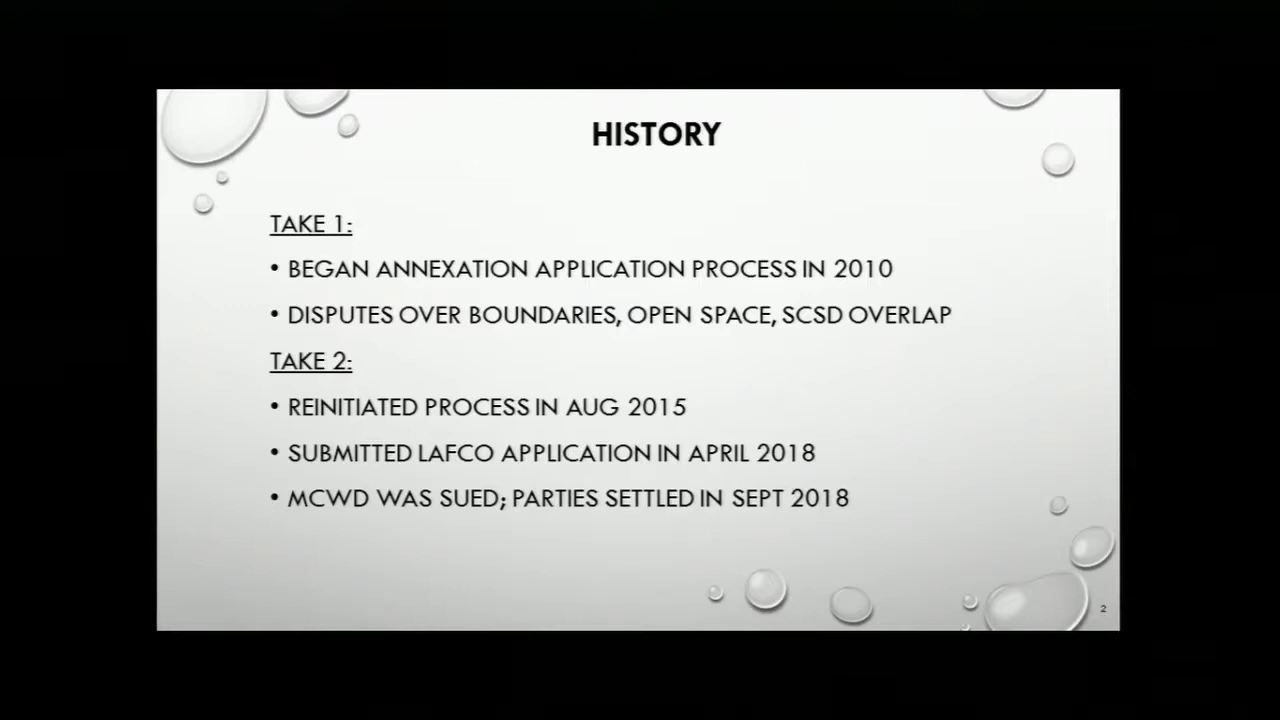 HISTORY
TAKE 1:
• BEGAN ANNEXATION APPLICATION PROCESS IN 2010
• DISPUTES OVER BOUNDARIES, OPEN SPACE, SCSD OVERLAP
TAKE 2:
• REINITIATED PROCESS IN AUG 2015
• SUBMITTED LAFCO APPLICATION IN APRIL 2018
• MCWD WAS SUED; PARTIES SETTLED IN SEPT 2018
2